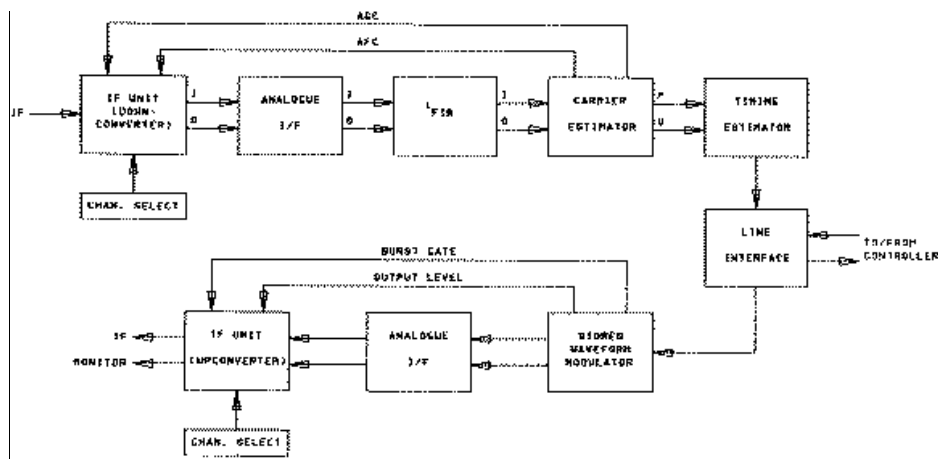 AGC
AFC
IF
IF UNIT
(DOWN-
CONVERTER)
I
Q
ANALOGUE
I/F
I
Q
FIR
I
Q
CARRIER
ESTIMATOR
TIMING
ESTIMATOR
CHAN. SELECT
LINE
INTERFACE
TO/FROM
CONTROLLER
BURST GATE
OUTPUT LEVEL
IF
MONITOR
IF UNIT
(UPCONVERTER)
ANALOGUE
I/F
STORED
WAVEFORM
MODULATOR
CHAN. SELECT